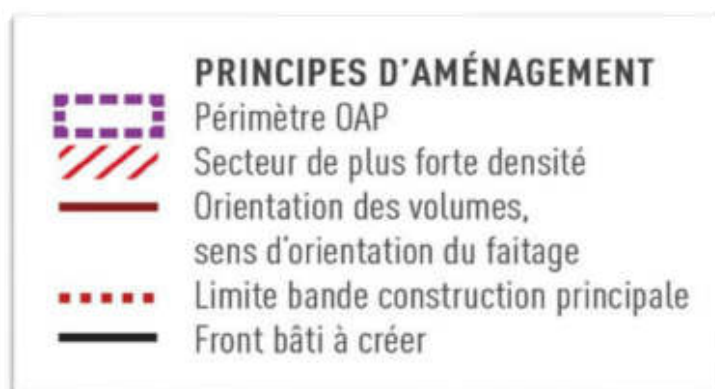 PRINCIPES D'AMÉNAGEMENT
Périmètre OAP
Secteur de plus forte densité
Orientation des volumes,
sens d'orientation du faitage
Limite bande construction principale
Front bâti à créer